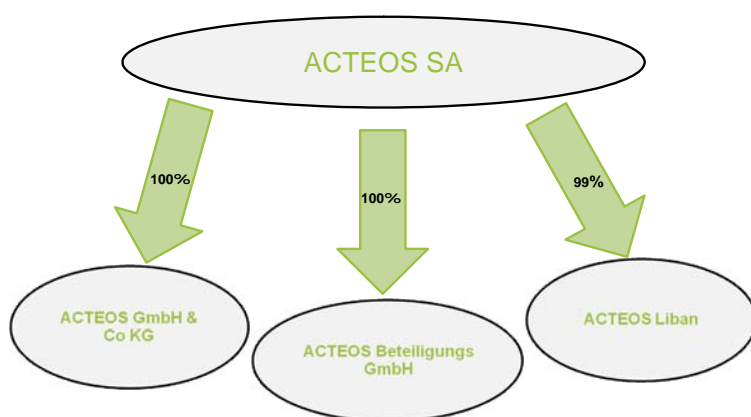 ACTEOS SA
100%
100%
99%
ACTEOS GmbH &
Co KG
ACTEOS Beteiligungs
GmbH
ACTEOS Liban